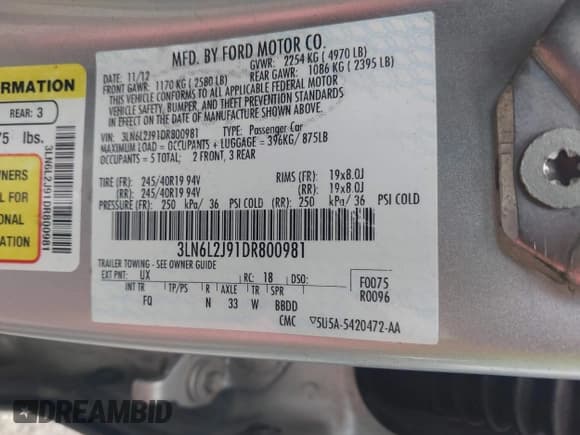 MFD. BY FORD MOTOR CO.
DATE: 11/12 GVWR: 2254 KG ( 4970 LB)
FRONT GAWR: 1170 KG ( 2580 LB) REAR GAWR: 1086 KG ( 2395 LB)
THIS VEHICLE CONFORMS TO ALL APPLICABLE FEDERAL MOTOR
VEHICLE SAFETY, BUMPER, AND THEFT PREVENTION STANDARDS
IN EFFECT ON THE DATE OF MANUFACTURE SHOWN ABOVE.
VIN: 3LN6L2J91DR800981 TYPE: Passenger Car
MAXIMUM LOAD = OCCUPANTS + LUGGAGE = 396KG/ 875LB
OCCUPANTS = 5 TOTAL; 2 FRONT, 3 REAR
TIRE (FR): 245/40R19 94V RIMS (FR): 19x8.0J
(RR): 245/40R19 94V (RR): 19x8.0J
PRESSURE (FR): 250 kPa/ 36 PSI COLD (RR): 250 kPa/ 36 PSI COLD
3LN6L2J91DR800981
TRAILER TOWING - SEE OWNER GUIDE
EXT PNT: UX RC: 18 DSO: F0075
R0096
INT TR TP/PS R AXLE TR SPR
FQ N 33 W BBDD
CMC ▽5U5A-5420472-AA
FORMATION
REAR: 3
75 lbs.
WNERS
FOR
ONAL
ATION
3LN6L2J91DR800981
DREAMBID